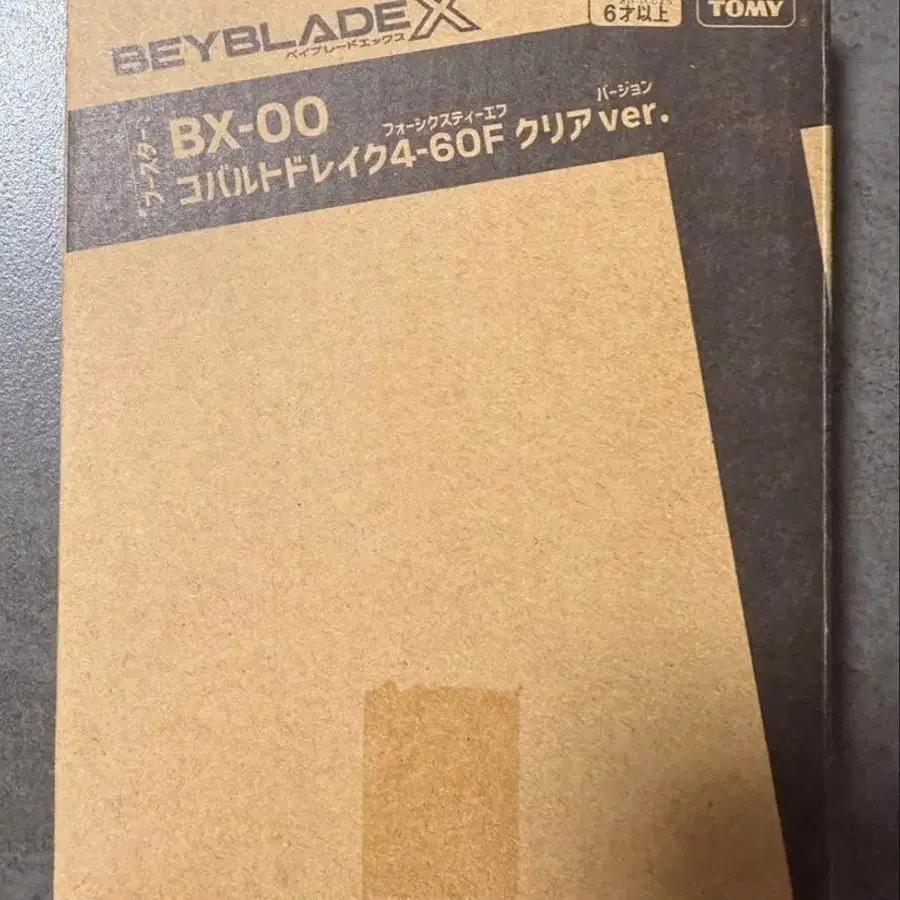 BEYBLADE X
ベイブレードエックス
6才以上
TOMY
ブースター
BX-00
フォーシクスティーエフ
バージョン
コバルトドレイク4-60F クリアver.